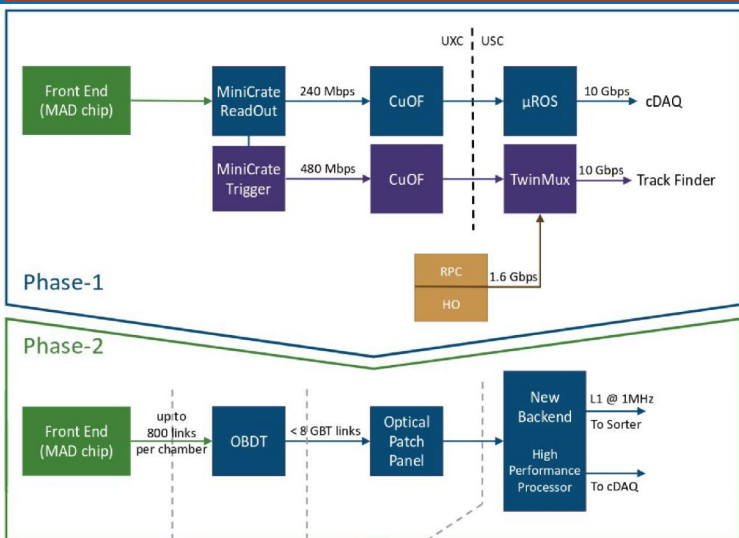 UXC
USC
Front End
(MAD chip)
MiniCrate
ReadOut
240 Mbps
CuOF
µROS
10 Gbps
cDAQ
MiniCrate
Trigger
480 Mbps
CuOF
TwinMux
10 Gbps
Track Finder
RPC
1.6 Gbps
HO
Phase-1
Phase-2
Front End
(MAD chip)
up to
800 links
per chamber
OBDT
< 8 GBT links
Optical
Patch
Panel
New
Backend
High
Performance
Processor
L1 @ 1MHz
To Sorter
To cDAQ